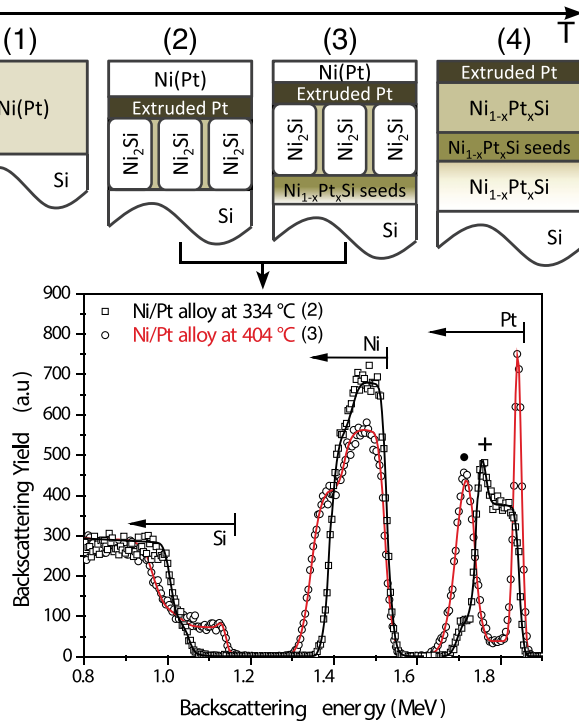 T
(1) (2) (3) (4)
Ni(Pt)
Si
Ni(Pt)
Extruded Pt
Ni2Si Ni2Si Ni2Si
Si
Ni(Pt)
Extruded Pt
Ni2Si Ni2Si Ni2Si
Ni1-xPtxSi seeds
Si
Extruded Pt
Ni1-xPtxSi
Ni1-xPtxSi seeds
Ni1-xPtxSi
Si
Ni/Pt alloy at 334 °C (2)
Ni/Pt alloy at 404 °C (3)
Ni
Pt
Si
+
900
800
700
600
500
400
300
200
100
0
Backscattering Yield (a.u)
0.8 1.0 1.2 1.4 1.6 1.8
Backscattering energy (MeV)